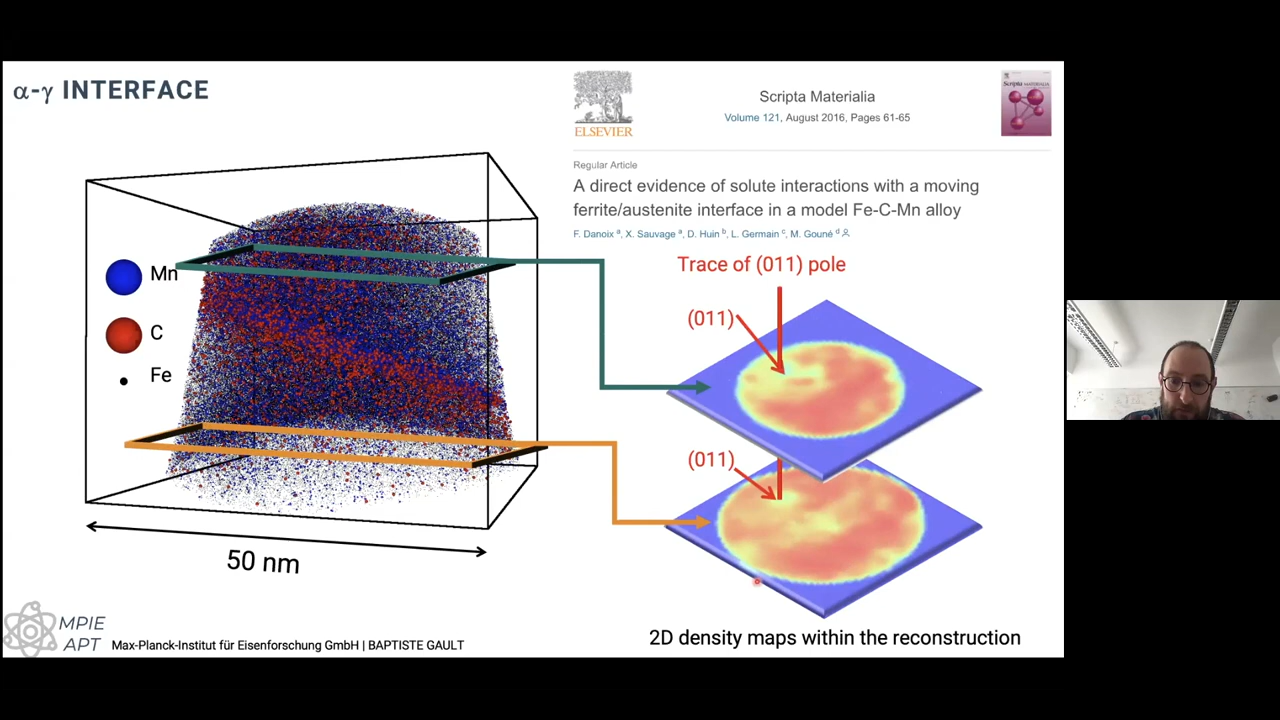 α-γ INTERFACE
ELSEVIER
Scripta Materialia
Volume 121, August 2016, Pages 61-65
Scripta MATERIALIA
Regular Article
A direct evidence of solute interactions with a moving
ferrite/austenite interface in a model Fe-C-Mn alloy
F. Danoix a, X. Sauvage a, D. Huin b, L. Germain c, M. Gouné d
Mn
C
Fe
50 nm
Trace of (011) pole
(011)
(011)
2D density maps within the reconstruction
MPIE
APT
Max-Planck-Institut für Eisenforschung GmbH | BAPTISTE GAULT